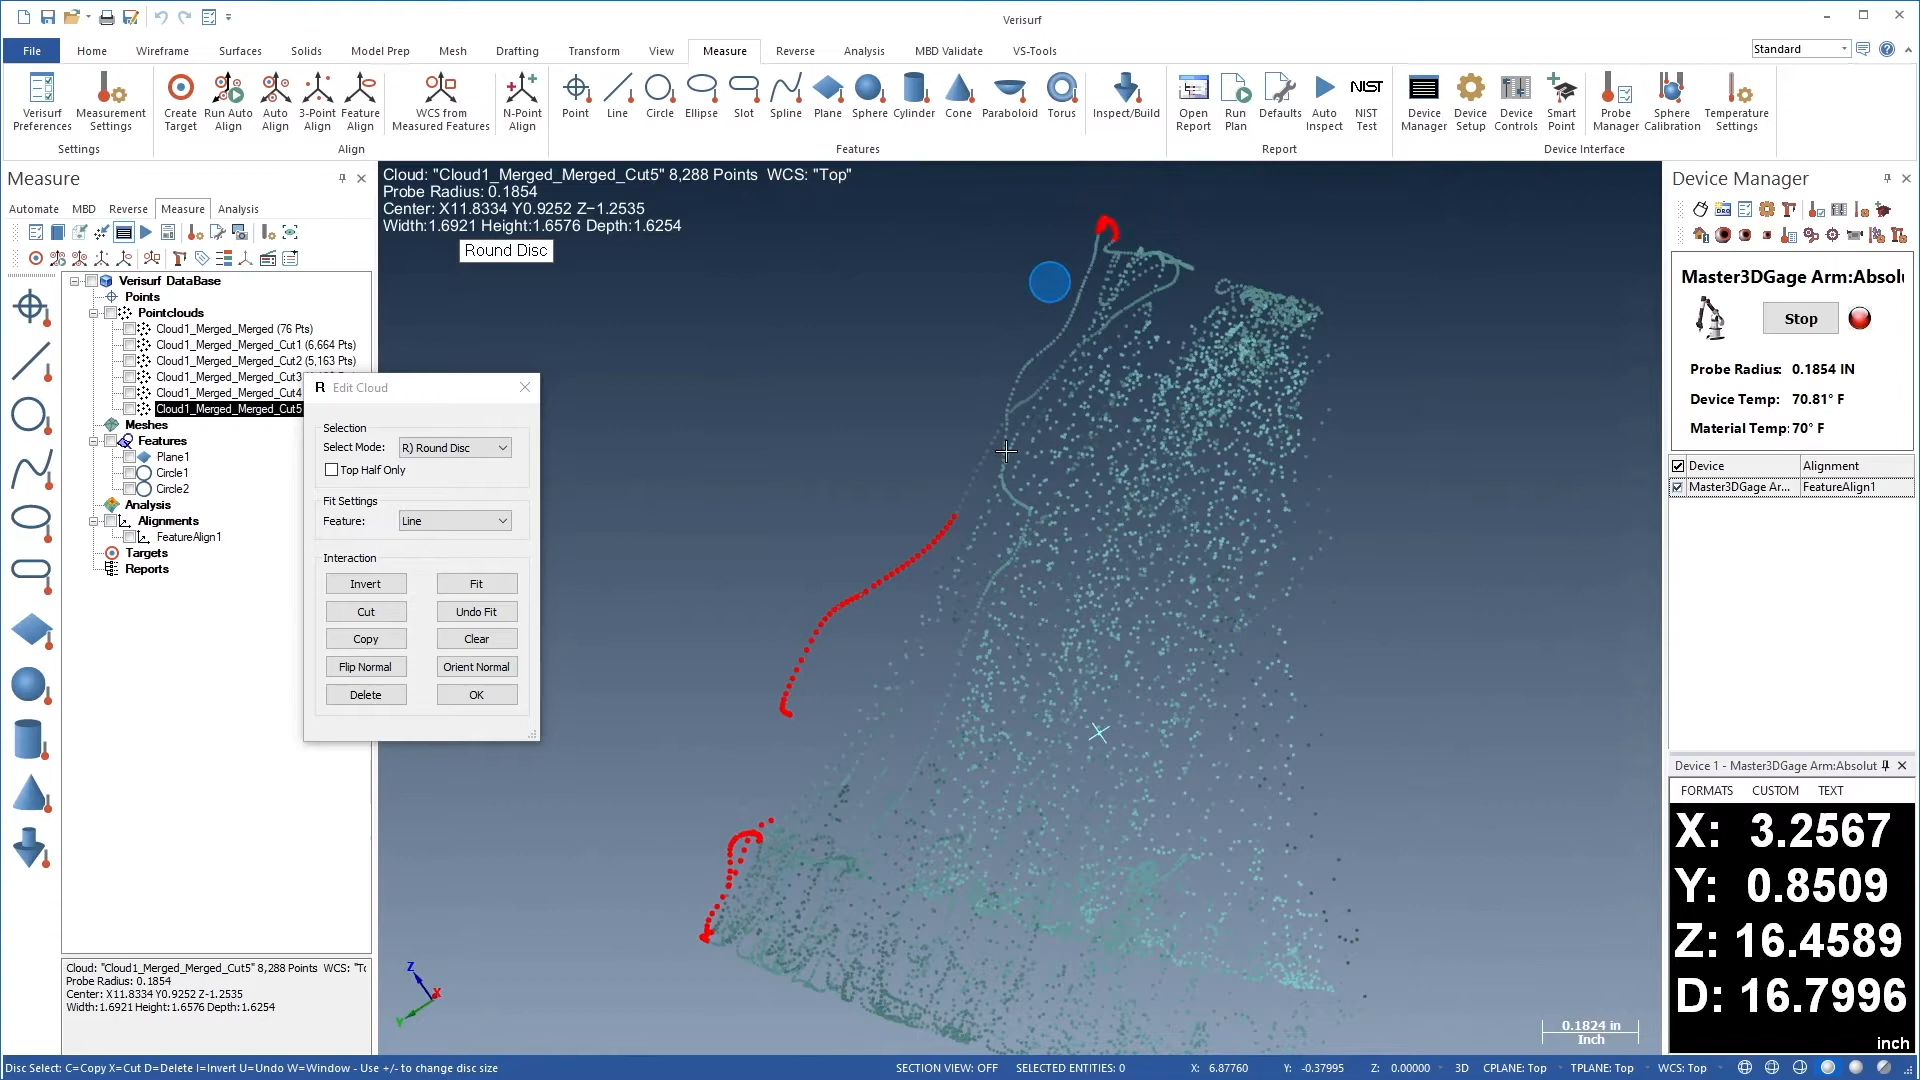 Verisurf
File Home Wireframe Surfaces Solids Model Prep Mesh Drafting Transform View Measure Reverse Analysis MBD Validate VS-Tools
Standard
Verisurf Preferences
Measurement Settings
Settings
Create Target
Run Auto Align
Auto Align
3-Point Align
Feature Align
WCS from Measured Features
N-Point Align
Align
Point Line Circle Ellipse Slot Spline Plane Sphere Cylinder Cone Paraboloid Torus
Features
Inspect/Build
Open Report
Run Plan
Defaults
Auto Inspect
NIST
NIST Test
Report
Device Manager
Device Setup
Device Controls
Smart Point
Probe Manager
Sphere Calibration
Temperature Settings
Device Interface
Measure
Automate MBD Reverse Measure Analysis
Verisurf DataBase
Points
Pointclouds
Cloud1_Merged_Merged (76 Pts)
Cloud1_Merged_Merged_Cut1 (6,664 Pts)
Cloud1_Merged_Merged_Cut2 (5,163 Pts)
Cloud1_Merged_Merged_Cut3
Cloud1_Merged_Merged_Cut4
Cloud1_Merged_Merged_Cut5
Meshes
Features
Plane1
Circle1
Circle2
Analysis
Alignments
FeatureAlign1
Targets
Reports
Cloud: "Cloud1_Merged_Merged_Cut5" 8,288 Points WCS: "To
Probe Radius: 0.1854
Center: X11.8334 Y0.9252 Z-1.2535
Width:1.6921 Height:1.6576 Depth:1.6254
R Edit Cloud
Selection
Select Mode: R) Round Disc
Top Half Only
Fit Settings
Feature: Line
Interaction
Invert Fit
Cut Undo Fit
Copy Clear
Flip Normal Orient Normal
Delete OK
Cloud: "Cloud1_Merged_Merged_Cut5" 8,288 Points WCS: "Top"
Probe Radius: 0.1854
Center: X11.8334 Y0.9252 Z-1.2535
Width:1.6921 Height:1.6576 Depth:1.6254
Round Disc
Z
X
Y
0.1824 in
Inch
Device Manager
DRO
Master3DGage Arm:Absolu
Stop
Probe Radius: 0.1854 IN
Device Temp: 70.81° F
Material Temp: 70° F
Device Alignment
Master3DGage Ar... FeatureAlign1
Device 1 - Master3DGage Arm:Absolut
FORMATS CUSTOM TEXT
X: 3.2567
Y: 0.8509
Z: 16.4589
D: 16.7996
inch
Disc Select: C=Copy X=Cut D=Delete I=Invert U=Undo W=Window - Use +/- to change disc size
SECTION VIEW: OFF SELECTED ENTITIES: 0 X: 6.87760 Y: -0.37995 Z: 0.00000 3D CPLANE: Top TPLANE: Top WCS: Top